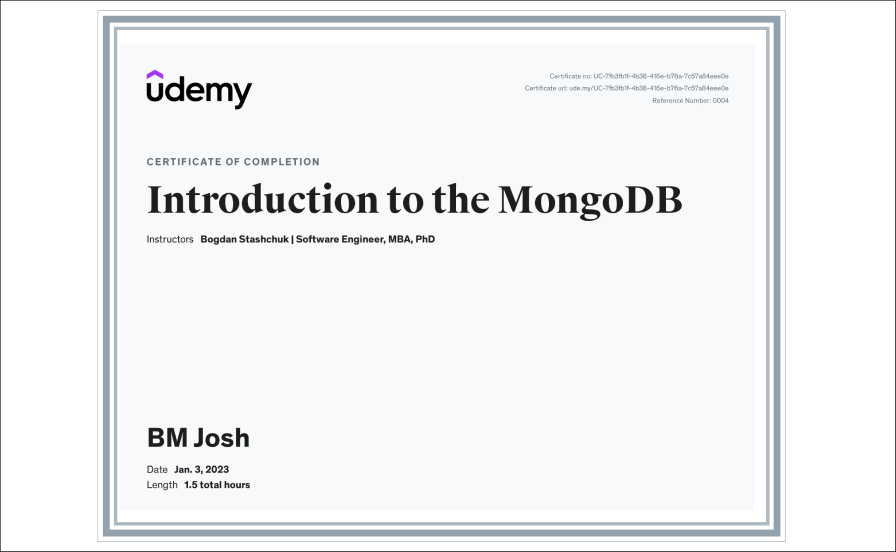 udemy
Certificate no: UC-7fb3fb1f-4b38-416e-b76a-7c57a84eee0e
Certificate url: ude.my/UC-7fb3fb1f-4b38-416e-b76a-7c57a84eee0e
Reference Number: 0004
CERTIFICATE OF COMPLETION
Introduction to the MongoDB
Instructors Bogdan Stashchuk | Software Engineer, MBA, PhD
BM Josh
Date Jan. 3, 2023
Length 1.5 total hours